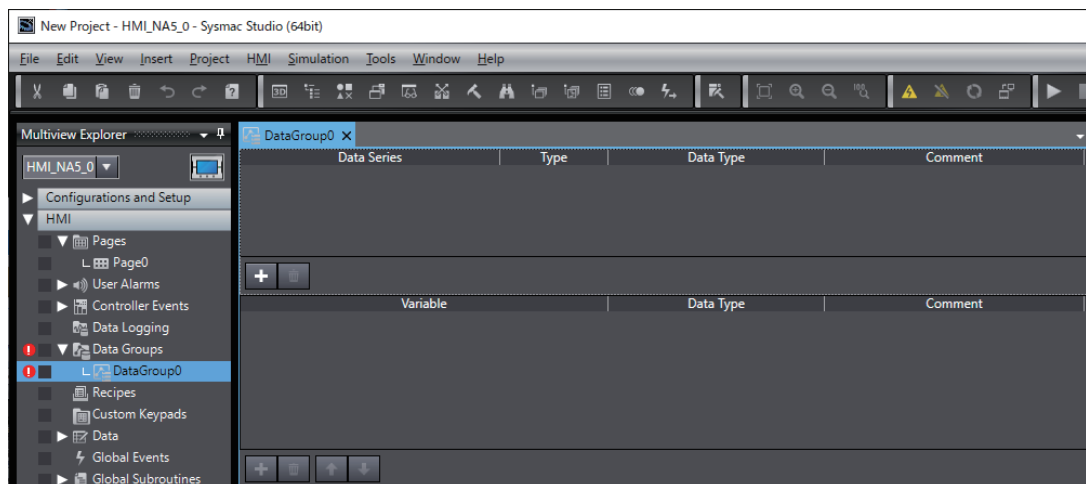 New Project - HMI_NA5_0 - Sysmac Studio (64bit)
File Edit View Insert Project HMI Simulation Tools Window Help
Multiview Explorer
DataGroup0
Data Series Type Data Type Comment
HMI_NA5_0
Configurations and Setup
HMI
Pages
Page0
User Alarms
Controller Events
Variable Data Type Comment
Data Logging
Data Groups
DataGroup0
Recipes
Custom Keypads
Data
Global Events
Global Subroutines